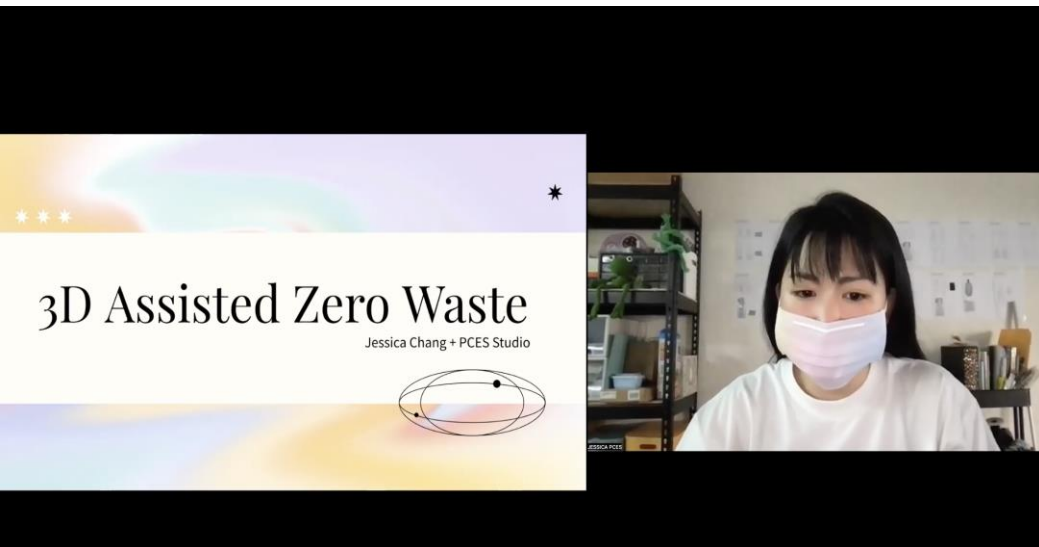 3D Assisted Zero Waste
Jessica Chang + PCES Studio
JESSICA PCES